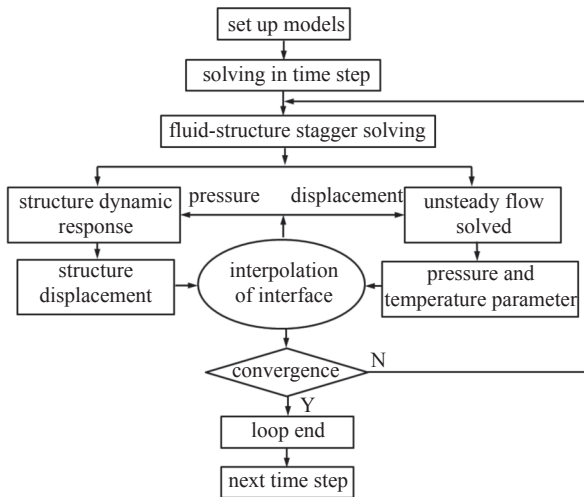 set up models
solving in time step
fluid-structure stagger solving
structure dynamic
response
pressure
displacement
unsteady flow
solved
structure
displacement
interpolation
of interface
pressure and
temperature parameter
convergence
N
Y
loop end
next time step